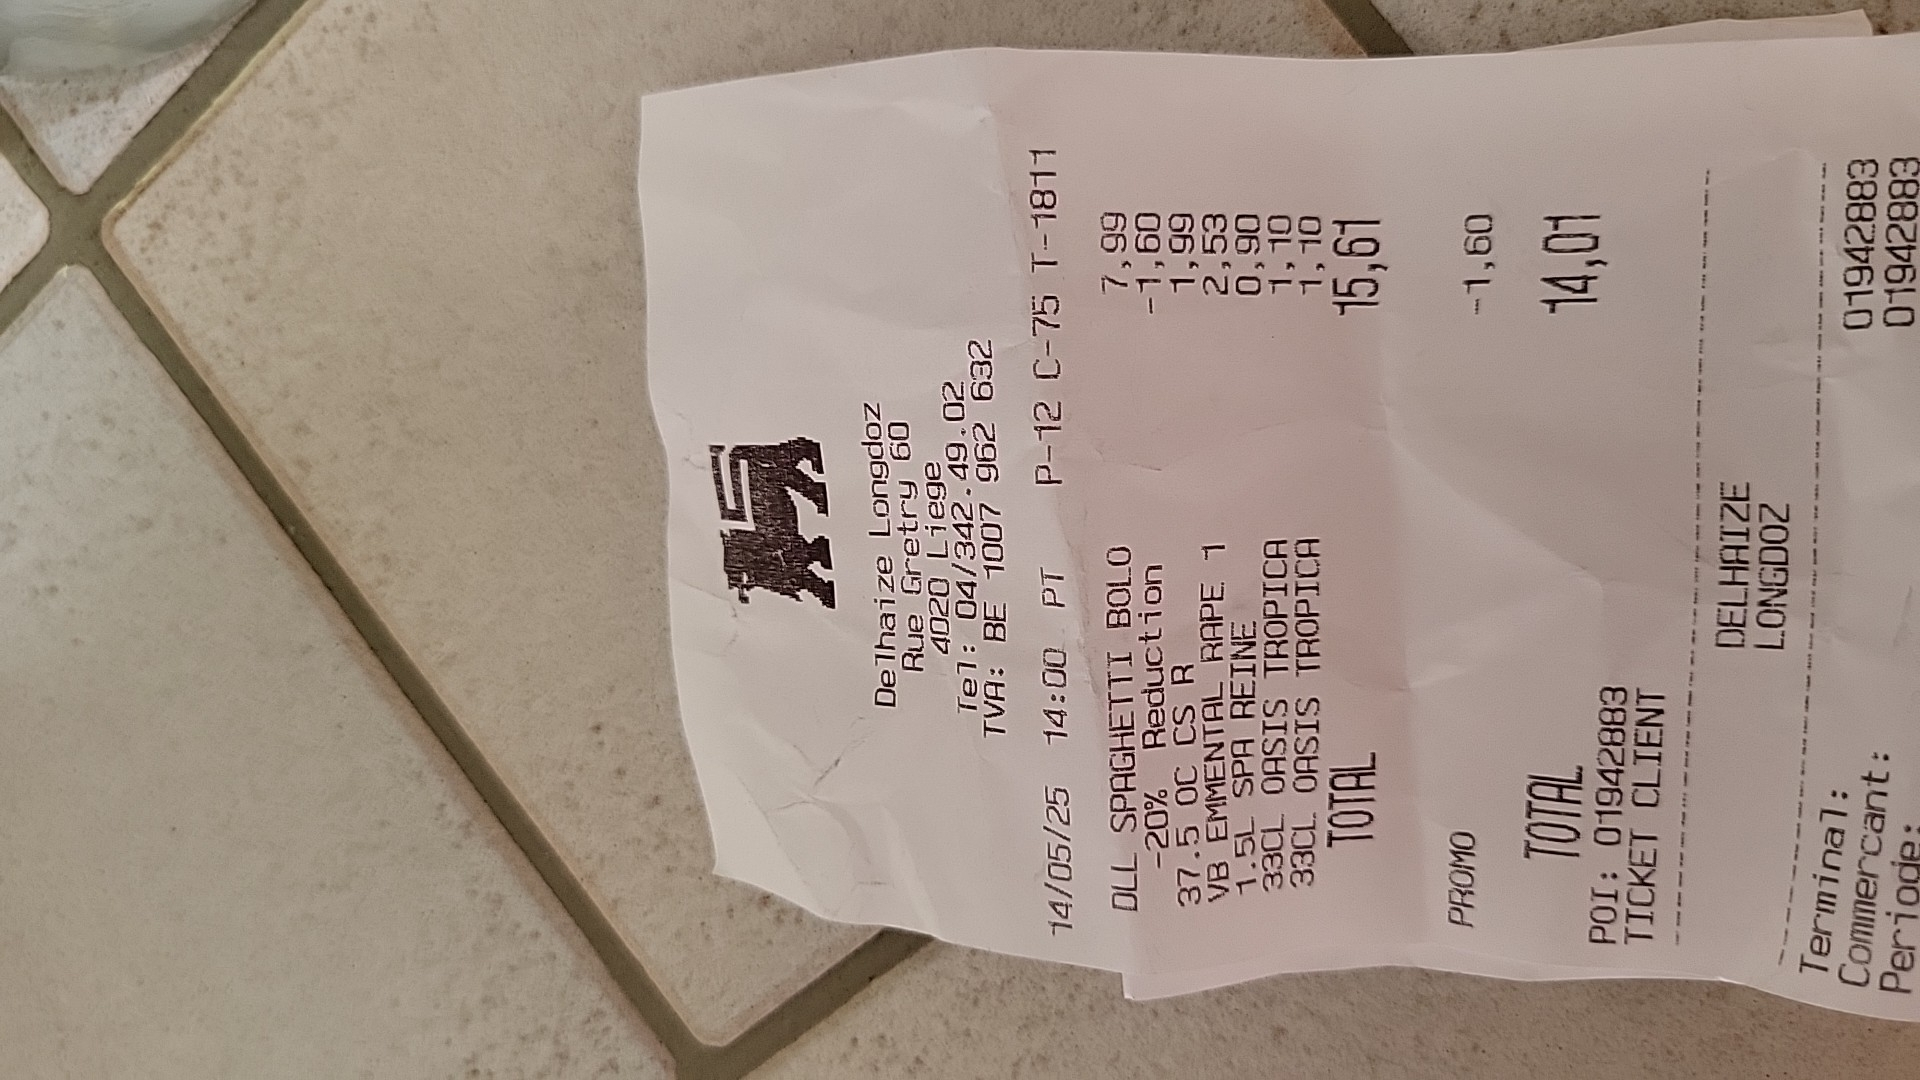 Delhaize Longdoz
Rue Gretry 60
4020 Liege
Tel: 04/342.49.02
TVA: BE 1007 962 632
14/05/25 14:00 PT P-12 C-75 T-1811
DLL SPAGHETTI BOLO 7,99
-20% Reduction -1,60
37.5 OC CS R 1,99
VB EMMENTAL RAPE 1 2,53
1.5L SPA REINE 0,90
33CL OASIS TROPICA 1,10
33CL OASIS TROPICA 1,10
TOTAL 15,61
PROMO -1,60
TOTAL 14,01
POI: 01942883
TICKET CLIENT
DELHAIZE
LONGDOZ
Terminal: 01942883
Commercant: 01942883
Periode: